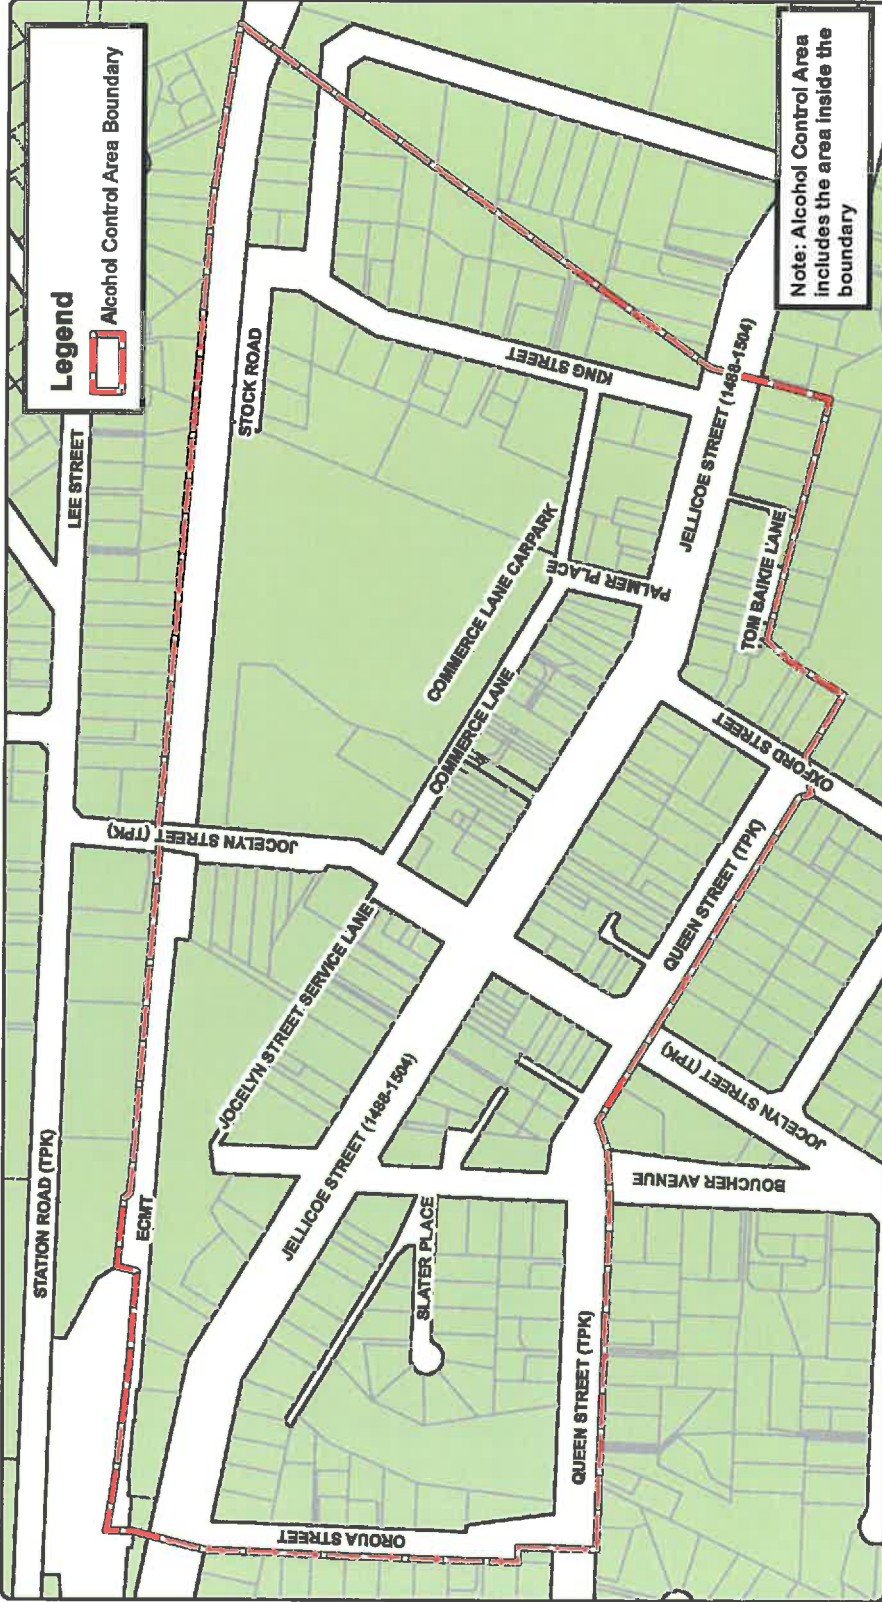 Legend
Alcohol Control Area Boundary
Note: Alcohol Control Area
includes the area inside the
boundary
STATION ROAD (TPK)
LEE STREET
ECMT
STOCK ROAD
JOCELYN STREET (TPK)
JOCELYN STREET SERVICE LANE
COMMERCE LANE CARPARK
COMMERCE LANE
KING STREET
PALMER PLACE
JELLICOE STREET (1488-1504)
JELLICOE STREET (1488-1504)
TOM BAIKIE LANE
OXFORD STREET
SLATER PLACE
OROUA STREET
QUEEN STREET (TPK)
QUEEN STREET (TPK)
BOUCHER AVENUE
JOCELYN STREET (TPK)